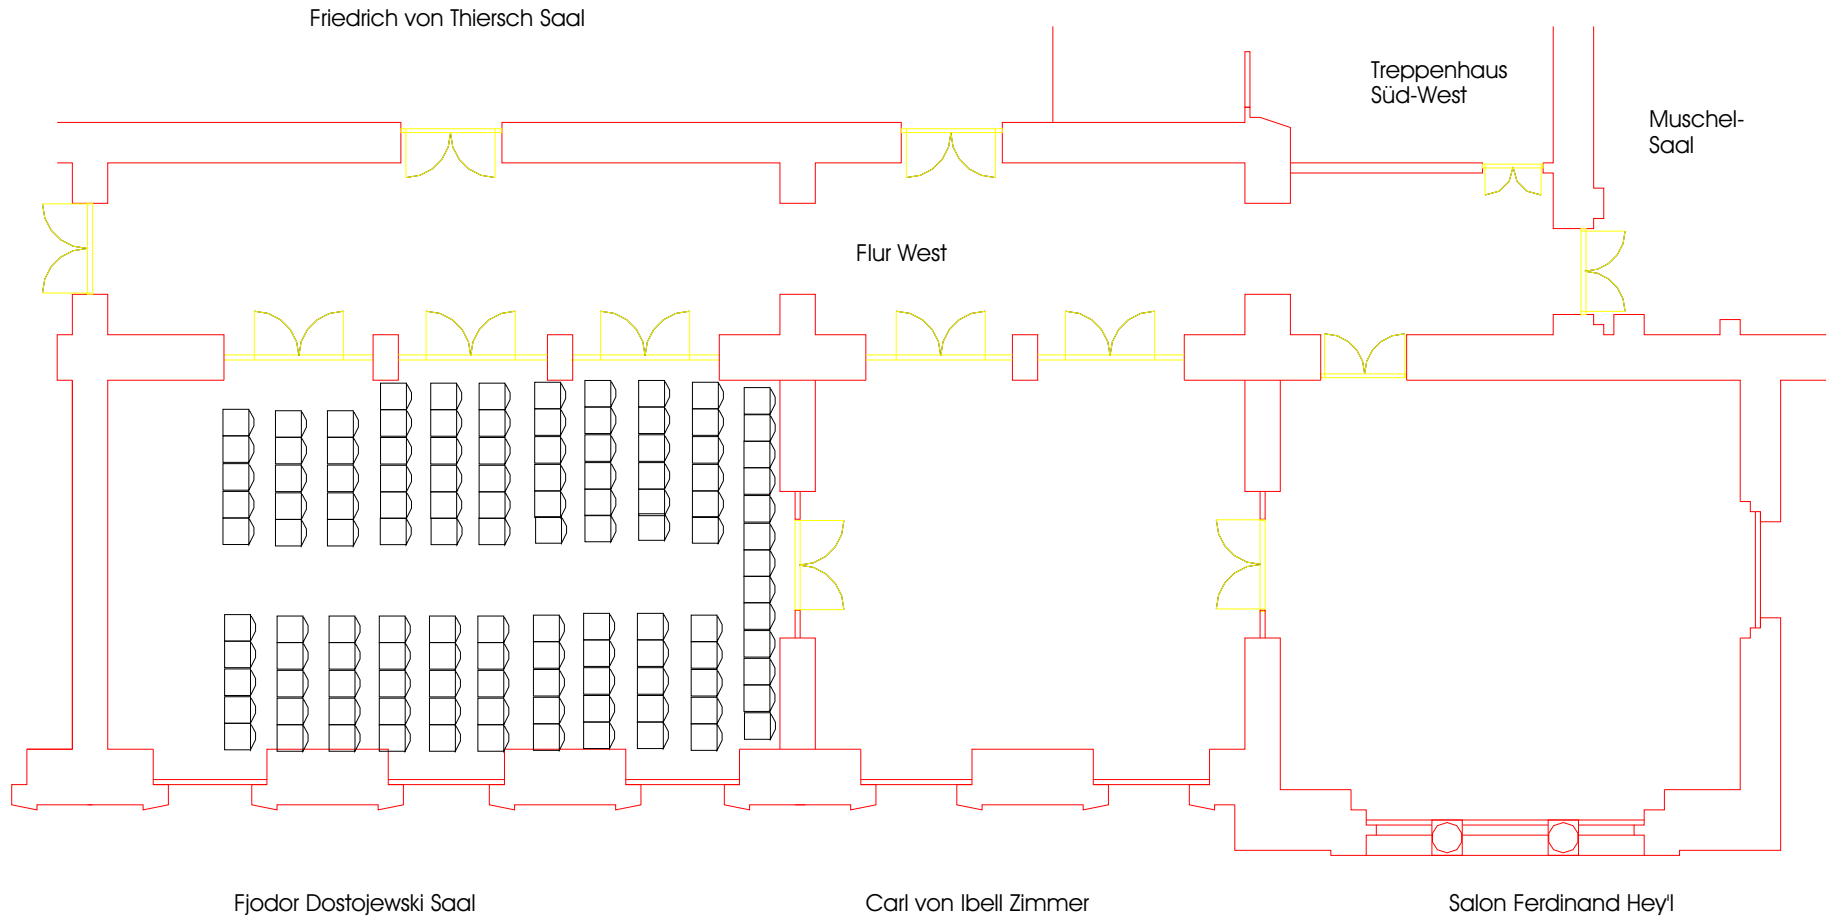 Friedrich von Thiersch Saal
Treppenhaus
Süd-West
Muschel-
Saal
Flur West
Fjodor Dostojewski Saal
Carl von Ibell Zimmer
Salon Ferdinand Hey'l